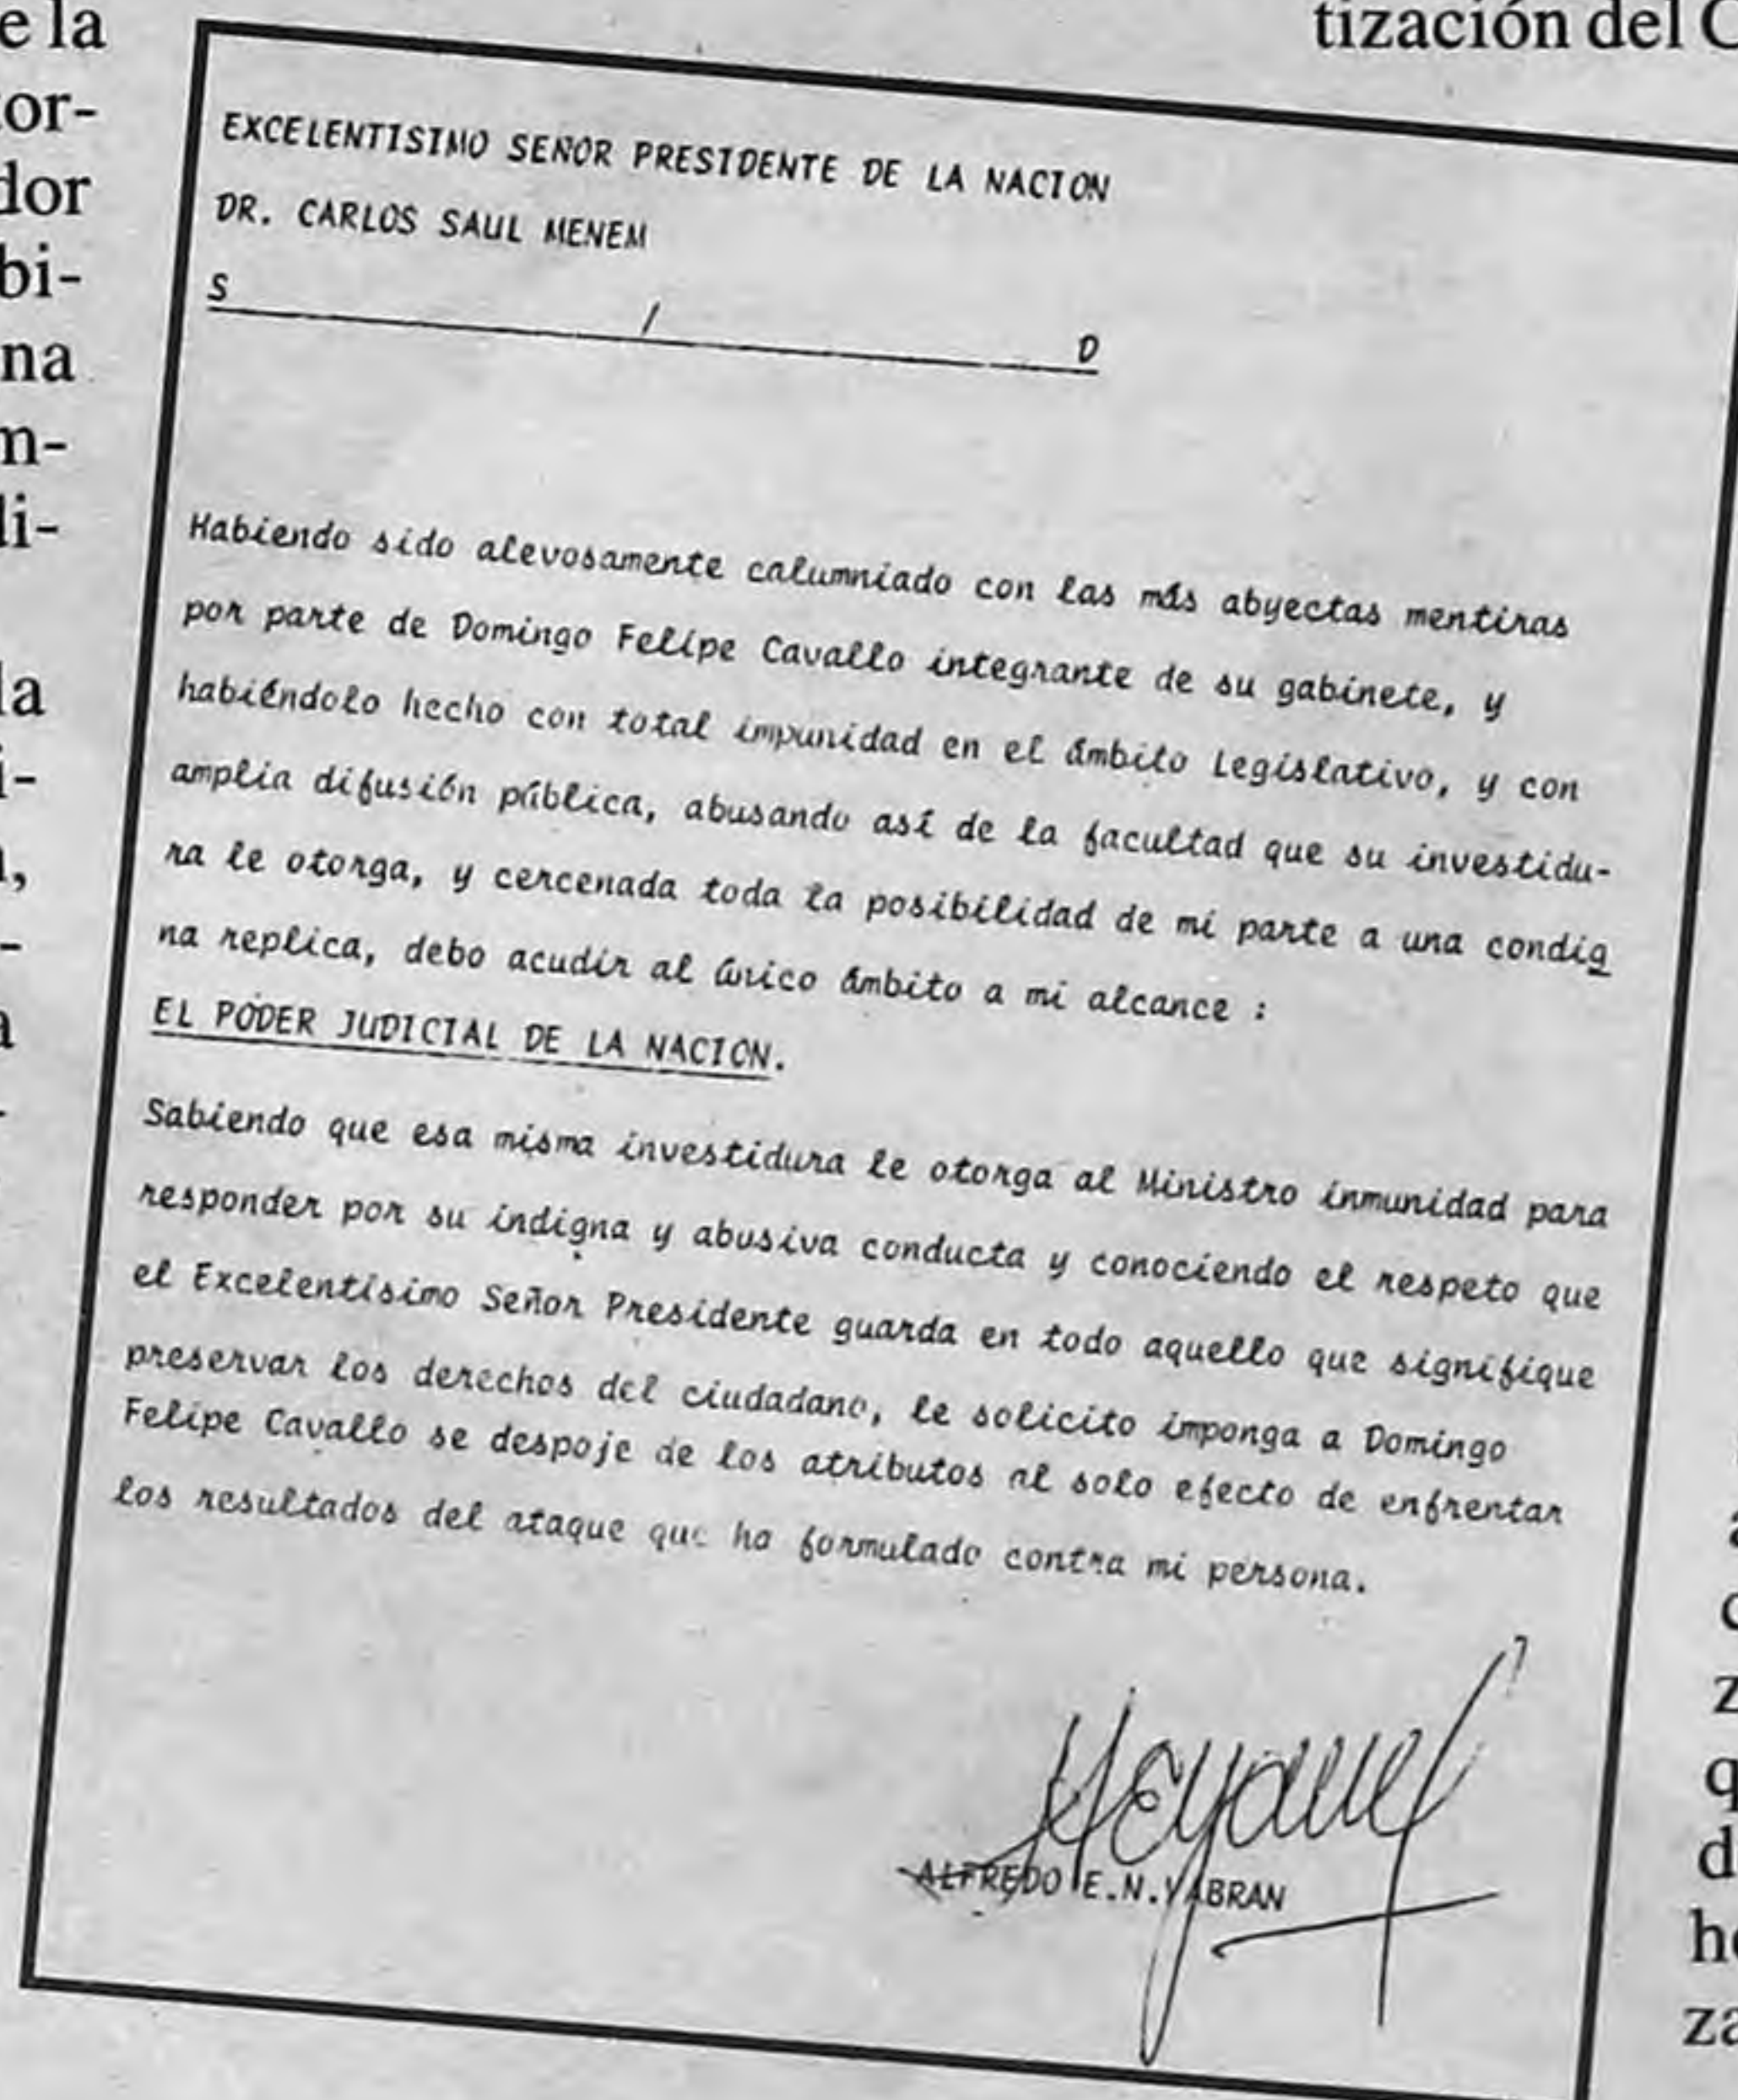 e la
tor-
dor
bi-
na
m-
li-
la
i-
a
tización del C
EXCELENTISIMO SEÑOR PRESIDENTE DE LA NACION
DR. CARLOS SAUL MENEM
S / D
Habiendo sido alevosamente calumniado con las más abyectas mentiras
por parte de Domingo Felipe Cavallo integrante de su gabinete, y
habiéndolo hecho con total impunidad en el ámbito Legislativo, y con
amplia difusión pública, abusando así de la facultad que su investidu-
ra le otorga, y cercenada toda la posibilidad de mi parte a una condig
na replica, debo acudir al único ámbito a mi alcance :
EL PODER JUDICIAL DE LA NACION.
Sabiendo que esa misma investidura le otorga al Ministro inmunidad para
responder por su indigna y abusiva conducta y conociendo el respeto que
el Excelentísimo Señor Presidente guarda en todo aquello que signifique
preservar los derechos del ciudadano, le solicito imponga a Domingo
Felipe Cavallo se despoje de los atributos al solo efecto de enfrentar
los resultados del ataque que ha formulado contra mi persona.
ALFREDO E.N.YABRAN
z
q
d
he
za